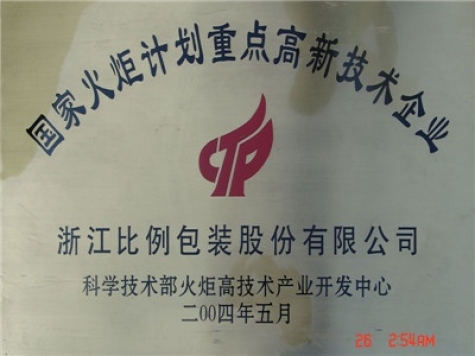 国家火炬计划重点高新技术企业
CTP
浙江比例包装股份有限公司
科学技术部火炬高技术产业开发中心
二00四年五月
26 2:54AM